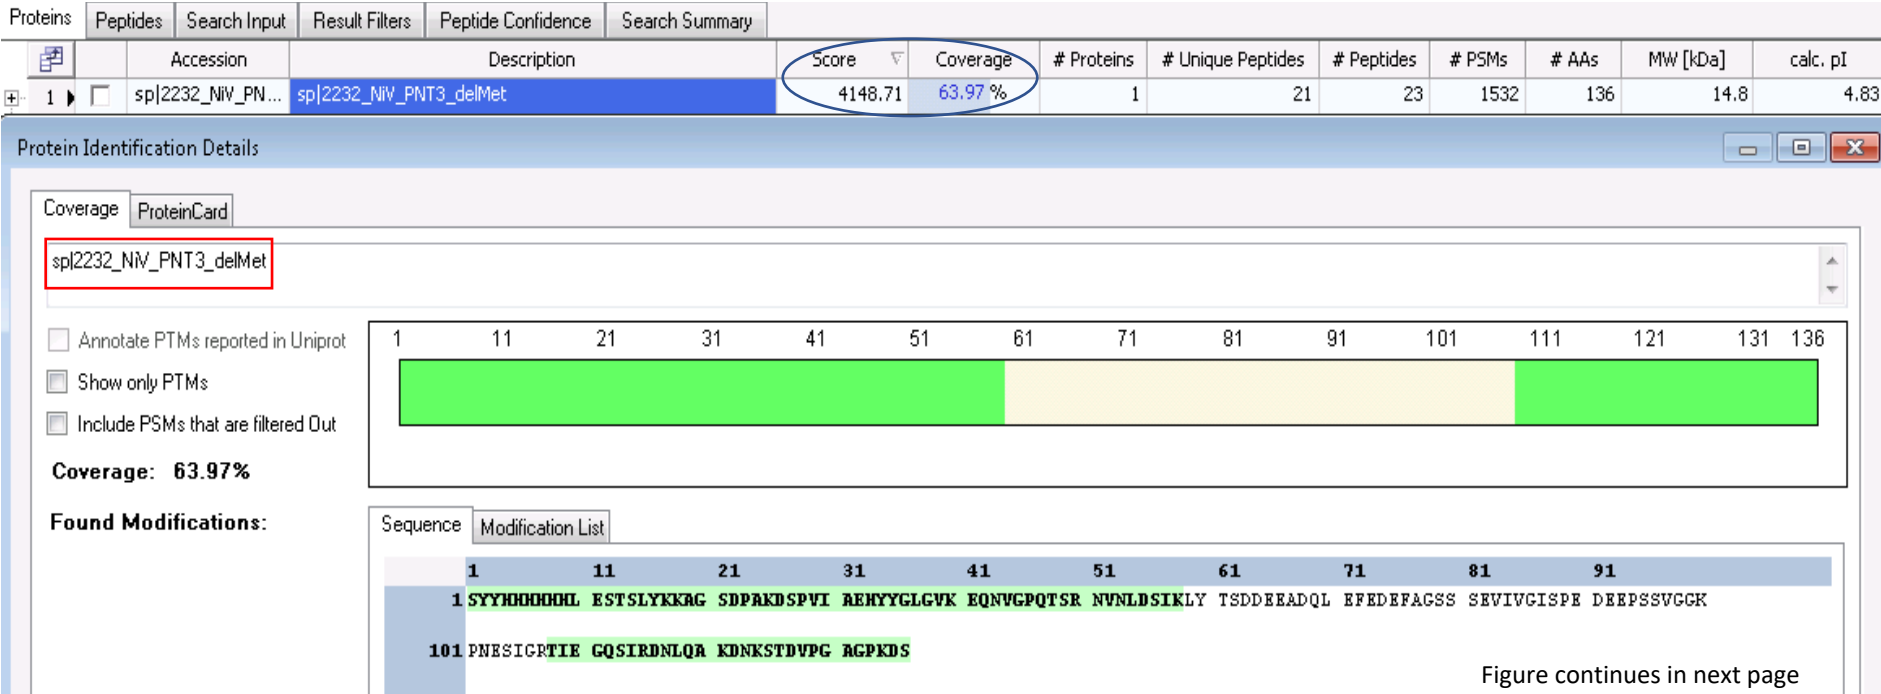 Proteins Peptides Search Input Result Filters Peptide Confidence Search Summary
Accession Description Score Coverage # Proteins # Unique Peptides # Peptides # PSMs # AAs MW [kDa] calc. pI
1 sp|2232_NiV_PN... sp|2232_NiV_PNT3_delMet 4148.71 63.97 % 1 21 23 1532 136 14.8 4.83
Protein Identification Details
Coverage ProteinCard
sp|2232_NiV_PNT3_delMet
Annotate PTMs reported in Uniprot
Show only PTMs
Include PSMs that are filtered Out
Coverage: 63.97%
Found Modifications:
1 11 21 31 41 51 61 71 81 91 101 111 121 131 136
Sequence Modification List
1 11 21 31 41 51 61 71 81 91
1 SYYHHHHHHL ESTSLYKKAG SDPAKDSPVI AEHYYGLGVK EQNVGPQTSR NVNLDSIKLY TSDDEEADQL EFEDEFAGSS SEVIVGISPE DEEPSSVGGK
101 PNESIGRTIE GQSIRDNLQA KDNKSTDVPG AGPKDS
Figure continues in next page